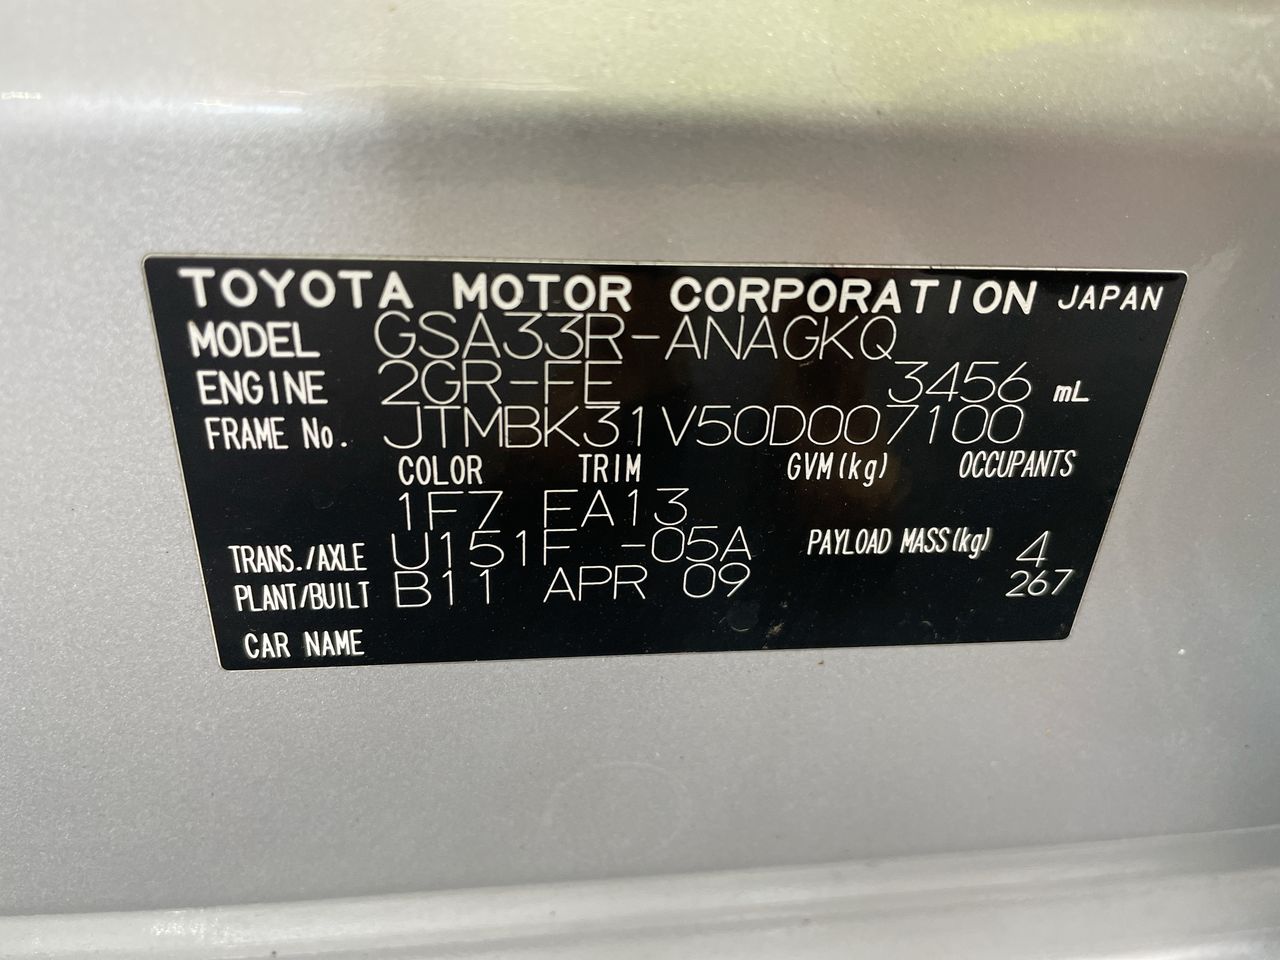 TOYOTA MOTOR CORPORATION JAPAN
MODEL GSA33R-ANAGKQ
ENGINE 2GR-FE 3456 mL
FRAME No. JTMBK31V50D007100
COLOR TRIM GVM(kg) OCCUPANTS
1F7 EA13
TRANS./AXLE U151F -05A PAYLOAD MASS(kg) 4
PLANT/BUILT B11 APR 09 267
CAR NAME